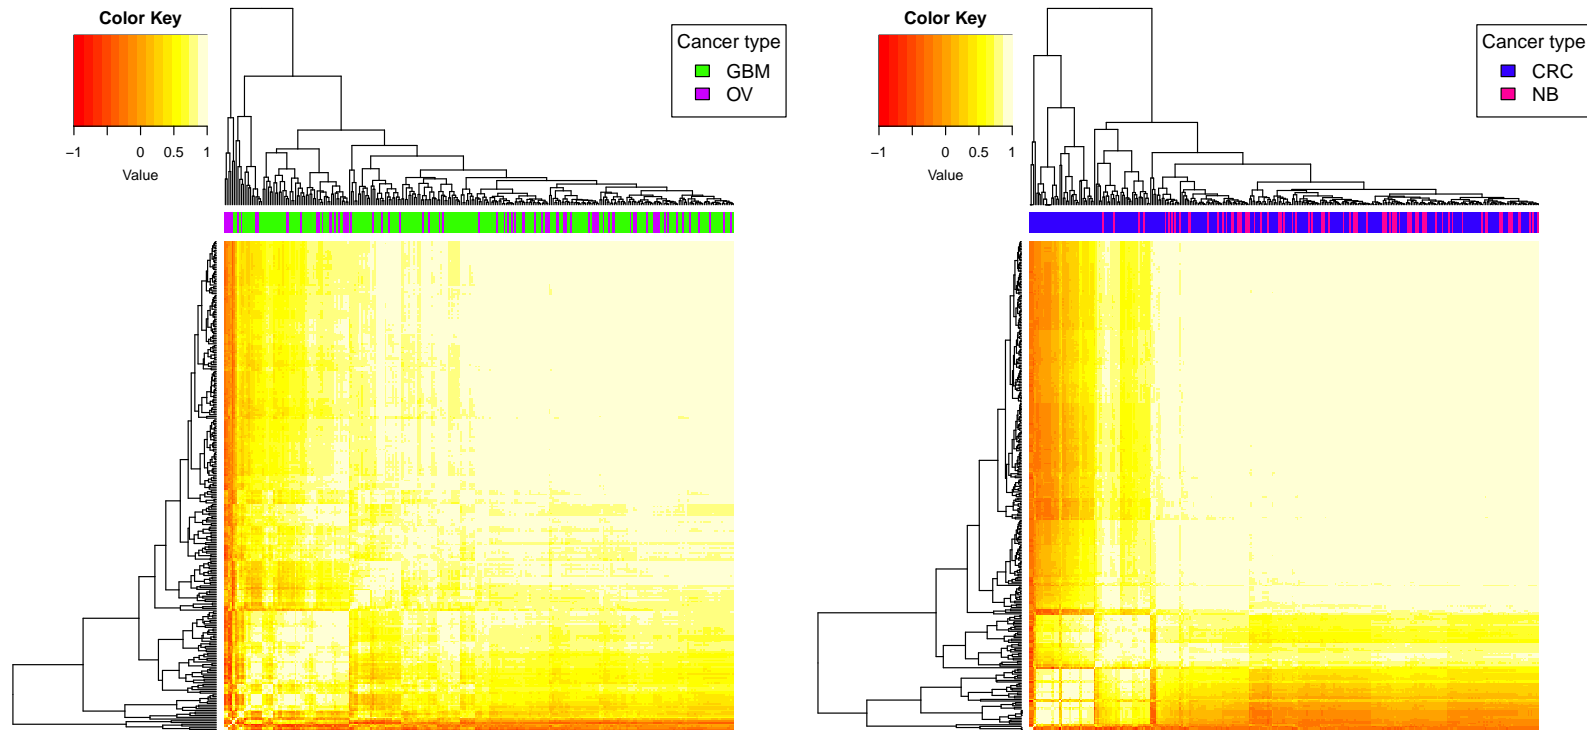 Color Key
−1 0 0.5 1
Value
Cancer type
GBM
OV
Color Key
−1 0 0.5 1
Value
Cancer type
CRC
NB